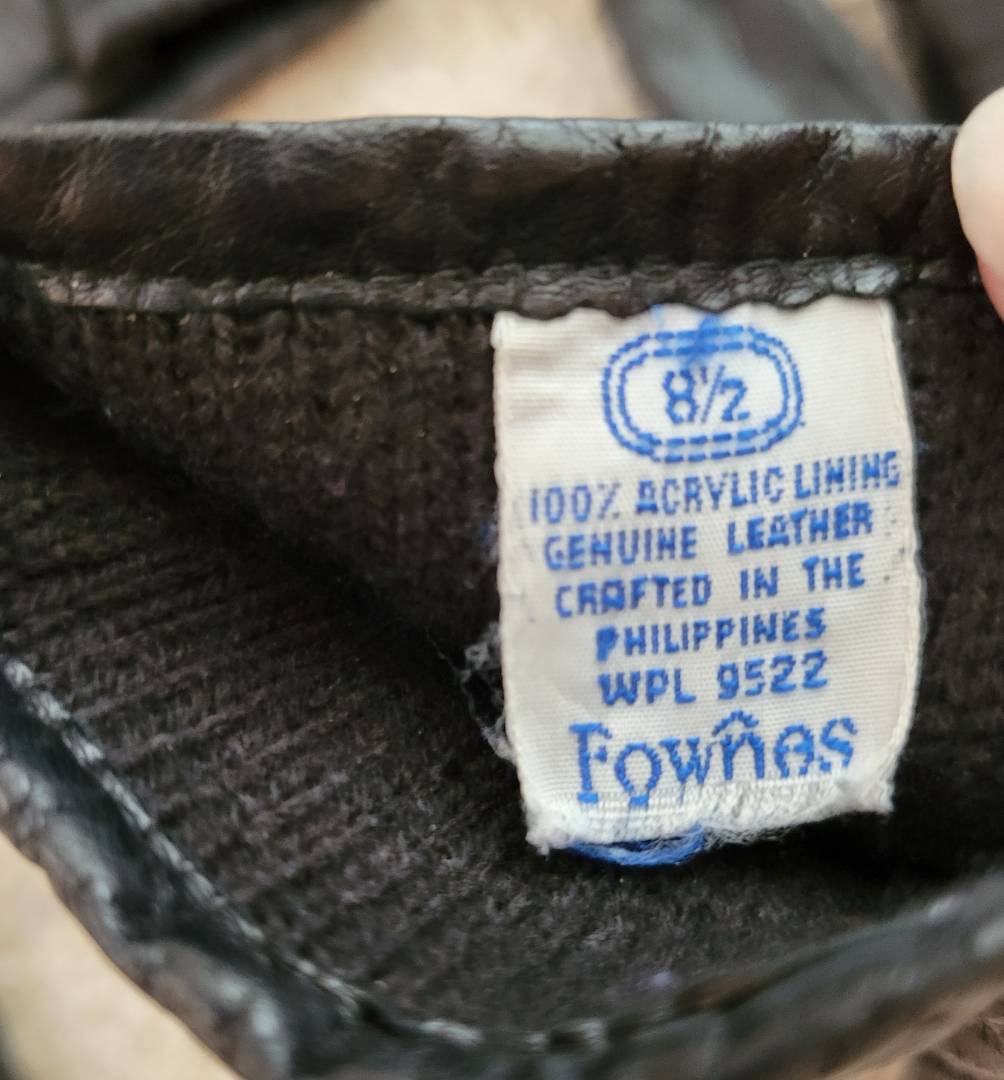 8½
100% ACRYLIC LINING
GENUINE LEATHER
CRAFTED IN THE
PHILIPPINES
WPL 9522
Fownes